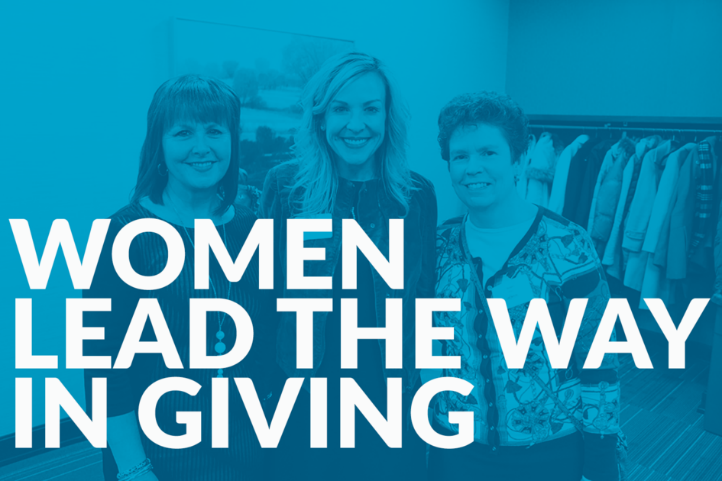 WOMEN
LEAD THE WAY
IN GIVING